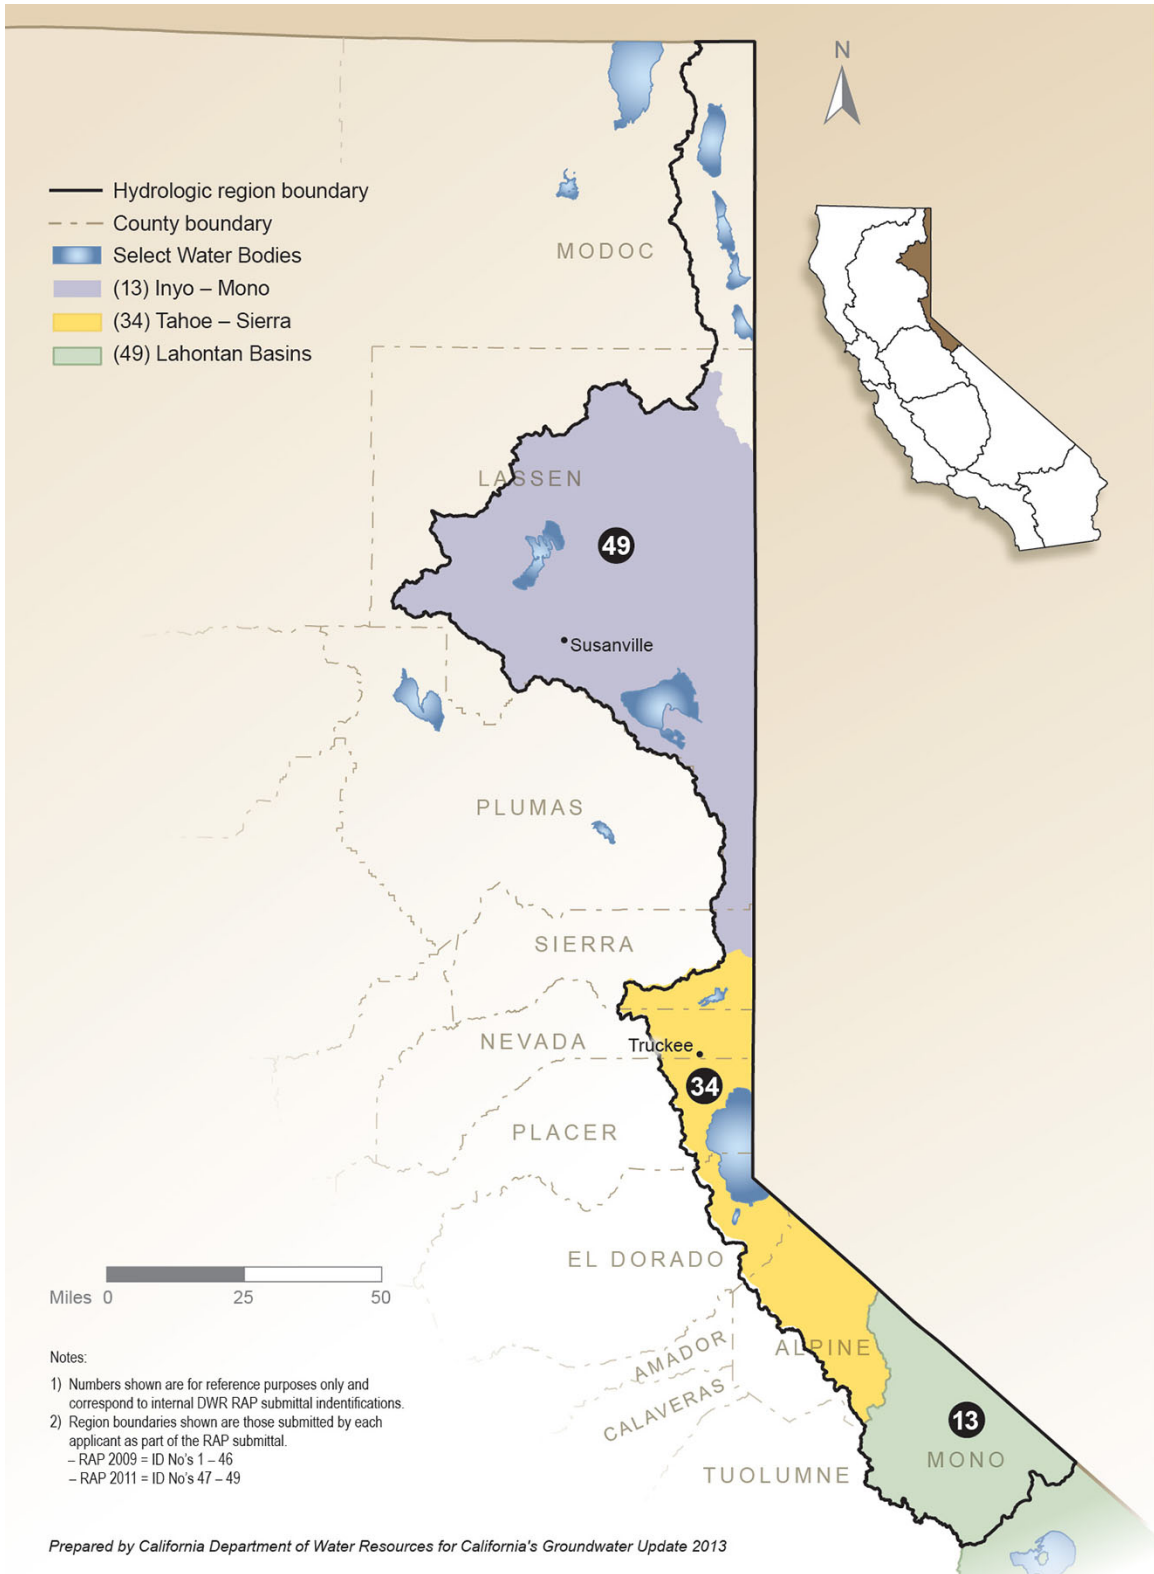 N
Hydrologic region boundary
County boundary
Select Water Bodies
(13) Inyo – Mono
(34) Tahoe – Sierra
(49) Lahontan Basins
MODOC
LASSEN
49
Susanville
PLUMAS
SIERRA
NEVADA
Truckee
34
PLACER
EL DORADO
Miles 0 25 50
ALPINE
AMADOR
CALAVERAS
13
MONO
TUOLUMNE
Notes:
1) Numbers shown are for reference purposes only and
correspond to internal DWR RAP submittal indentifications.
2) Region boundaries shown are those submitted by each
applicant as part of the RAP submittal.
– RAP 2009 = ID No's 1 – 46
– RAP 2011 = ID No's 47 – 49
Prepared by California Department of Water Resources for California's Groundwater Update 2013